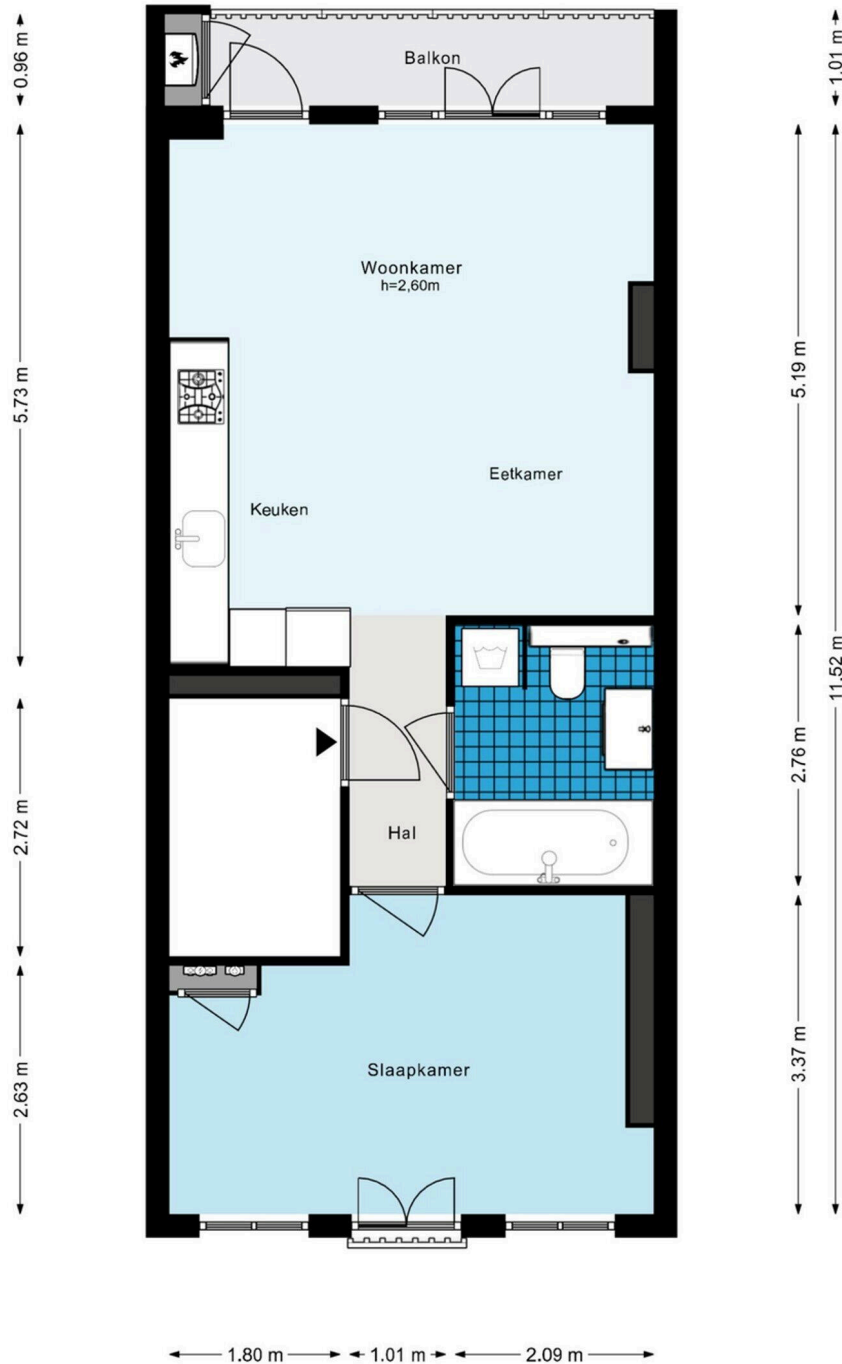 0.96 m
1.01 m
Balkon
Woonkamer
h=2,60m
5.73 m
5.19 m
Eetkamer
Keuken
11.52 m
2.76 m
2.72 m
Hal
3.37 m
Slaapkamer
2.63 m
1.80 m
1.01 m
2.09 m